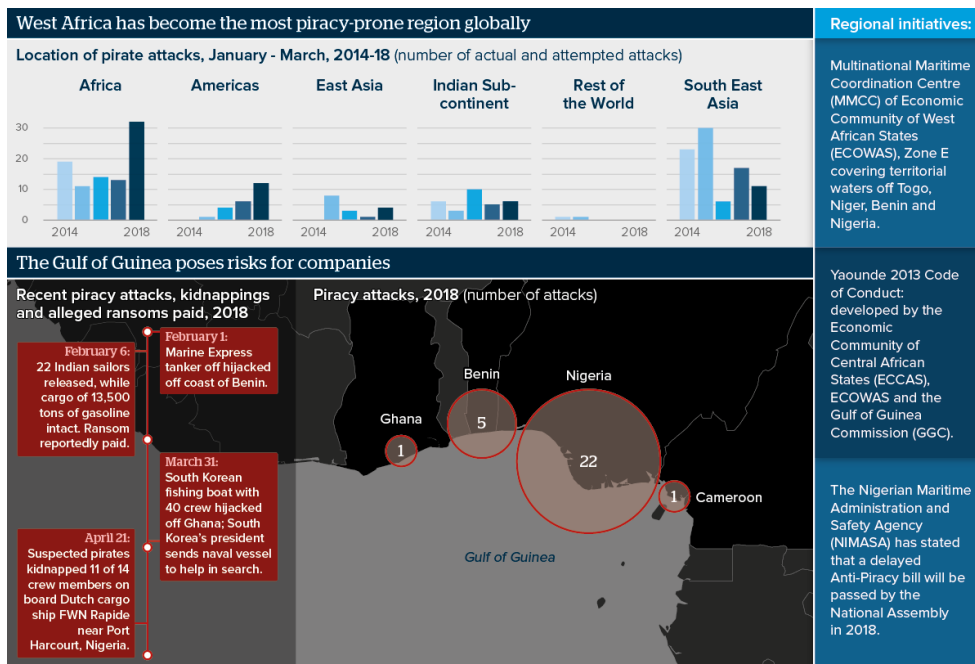 West Africa has become the most piracy-prone region globally
Location of pirate attacks, January - March, 2014-18 (number of actual and attempted attacks)
Africa
Americas
East Asia
Indian Sub-
continent
Rest of
the World
South East
Asia
30
20
10
0
2014
2018
2014
2018
2014
2018
2014
2018
2014
2018
2014
2018
The Gulf of Guinea poses risks for companies
Recent piracy attacks, kidnappings
and alleged ransoms paid, 2018
February 1:
Marine Express
tanker off hijacked
off coast of Benin.
February 6:
22 Indian sailors
released, while
cargo of 13,500
tons of gasoline
intact. Ransom
reportedly paid.
March 31:
South Korean
fishing boat with
40 crew hijacked
off Ghana; South
Korea's president
sends naval vessel
to help in search.
April 21:
Suspected pirates
kidnapped 11 of 14
crew members on
board Dutch cargo
ship FWN Rapide
near Port
Harcourt, Nigeria.
Piracy attacks, 2018 (number of attacks)
Ghana
1
Benin
5
Nigeria
22
1
Cameroon
Gulf of Guinea
Regional initiatives:
Multinational Maritime
Coordination Centre
(MMCC) of Economic
Community of West
African States
(ECOWAS), Zone E
covering territorial
waters off Togo,
Niger, Benin and
Nigeria.
Yaounde 2013 Code
of Conduct:
developed by the
Economic
Community of
Central African
States (ECCAS),
ECOWAS and the
Gulf of Guinea
Commission (GGC).
The Nigerian Maritime
Administration and
Safety Agency
(NIMASA) has stated
that a delayed
Anti-Piracy bill will be
passed by the
National Assembly
in 2018.